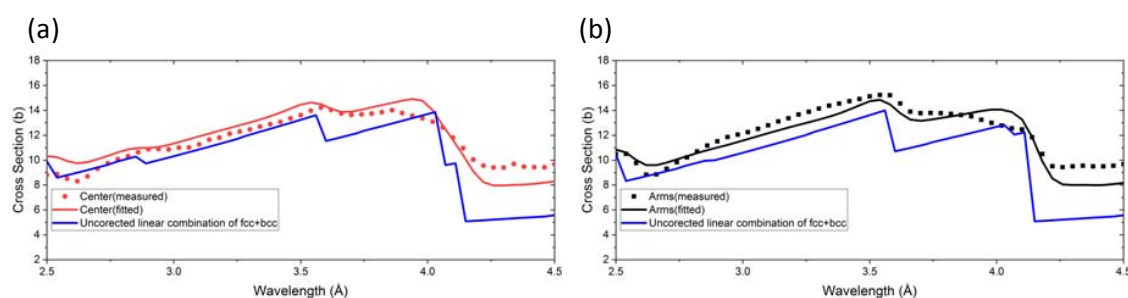 (a)
(b)
18
16
14
12
10
8
6
4
2
Cross Section (b)
Center(measured)
Center(fitted)
Uncorected linear combination of fcc+bcc
2.5 3.0 3.5 4.0 4.5
Wavelength (Å)
18
16
14
12
10
8
6
4
2
Cross Section (b)
Arms(measured)
Arms(fitted)
Uncorected linear combination of fcc+bcc
2.5 3.0 3.5 4.0 4.5
Wavelength (Å)